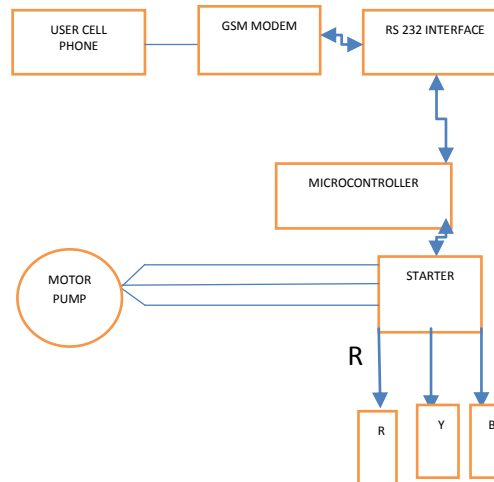 USER CELL
PHONE
GSM MODEM
RS 232 INTERFACE
MICROCONTROLLER
MOTOR
PUMP
STARTER
R
R
Y
B